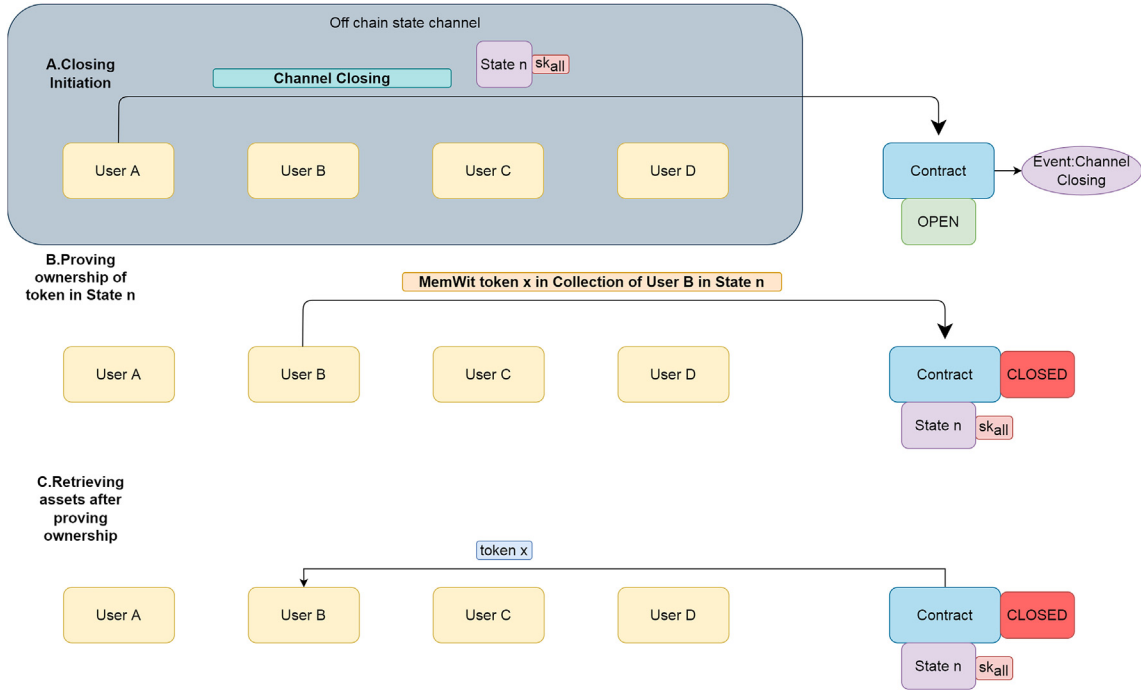 Off chain state channel
A.Closing
Initiation
Channel Closing
State n
sk_all
User A
User B
User C
User D
Contract
Event:Channel
Closing
OPEN
B.Proving
ownership of
token in State n
MemWit token x in Collection of User B in State n
User A
User B
User C
User D
Contract
CLOSED
State n
sk_all
C.Retrieving
assets after
proving
ownership
token x
User A
User B
User C
User D
Contract
CLOSED
State n
sk_all